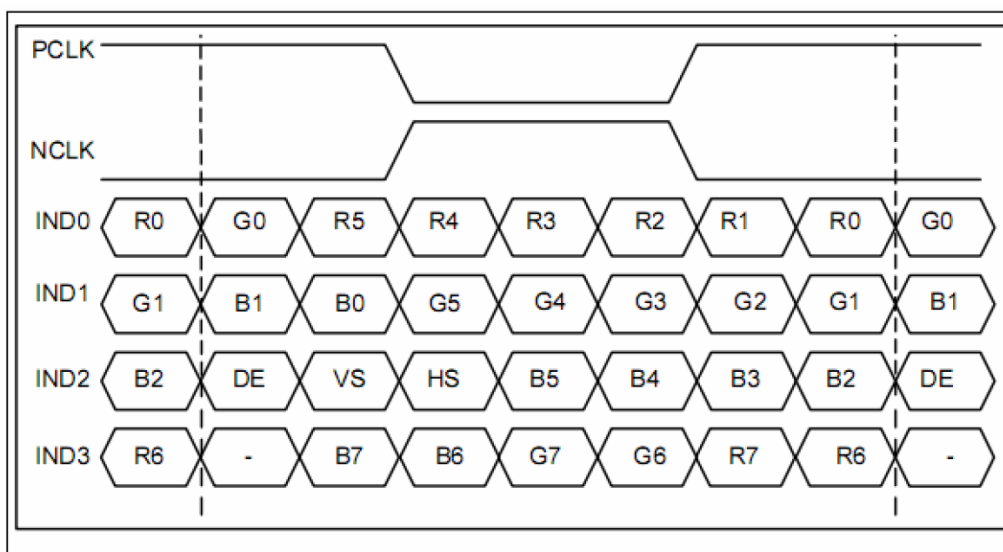 PCLK
NCLK
IND0 R0 G0 R5 R4 R3 R2 R1 R0 G0
IND1 G1 B1 B0 G5 G4 G3 G2 G1 B1
IND2 B2 DE VS HS B5 B4 B3 B2 DE
IND3 R6 - B7 B6 G7 G6 R7 R6 -